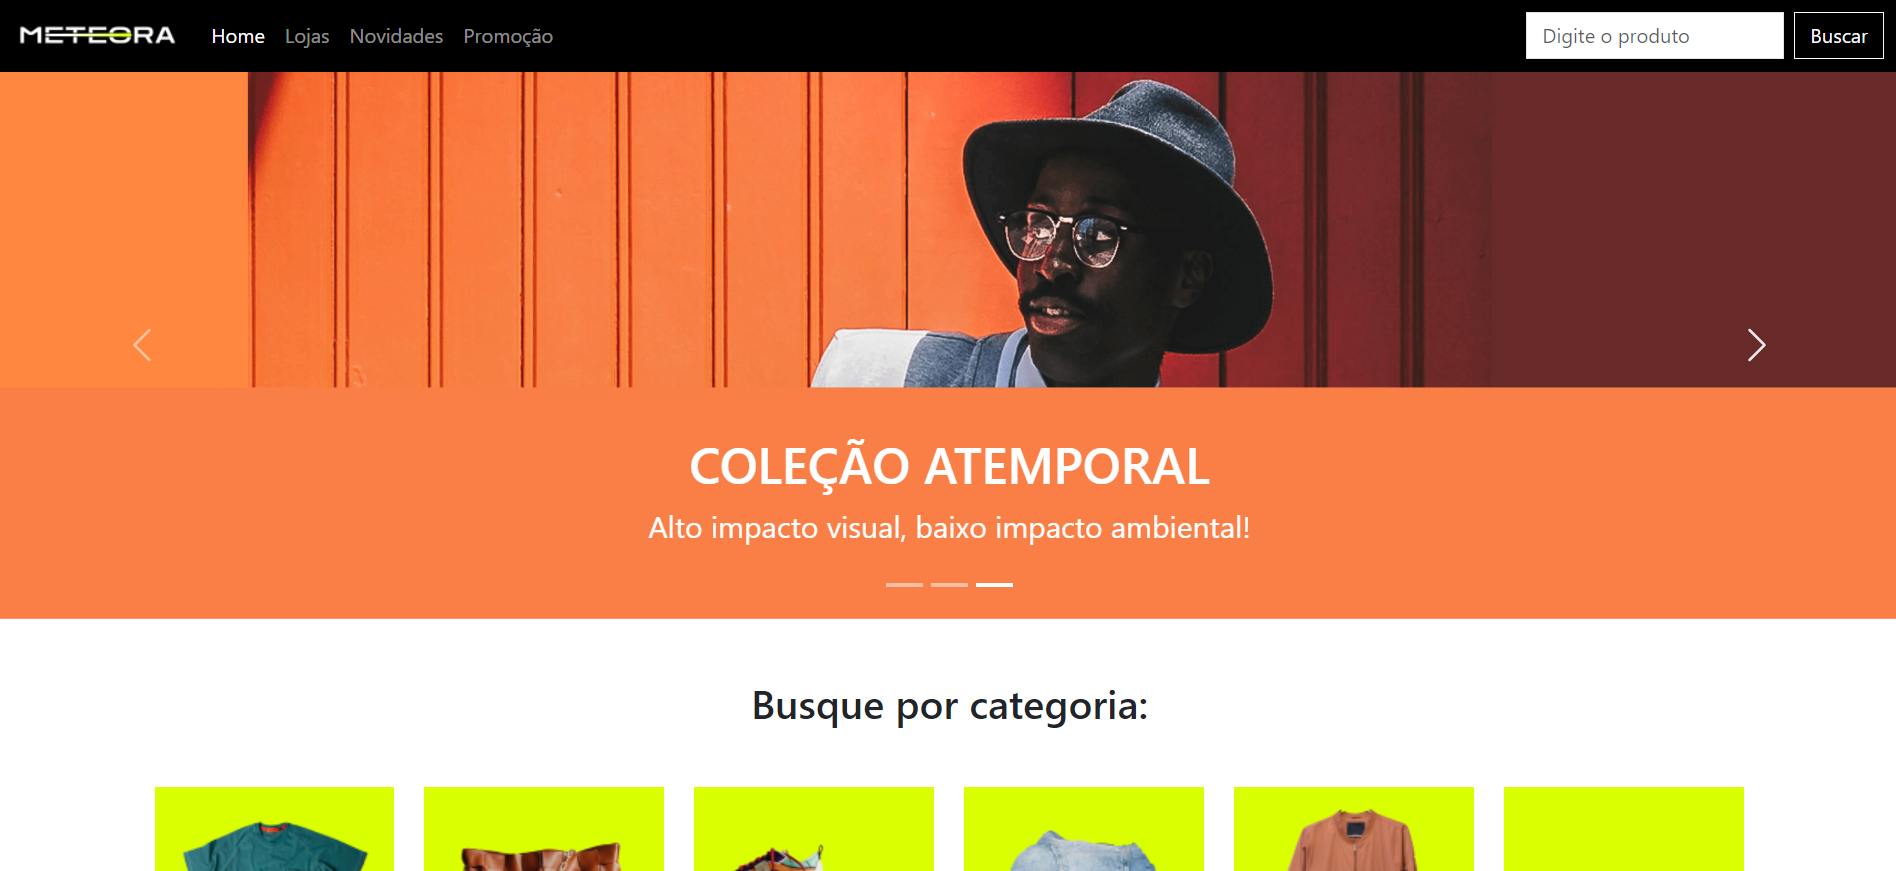 METEORA
Home Lojas Novidades Promoção
Digite o produto
Buscar
COLEÇÃO ATEMPORAL
Alto impacto visual, baixo impacto ambiental!
Busque por categoria: